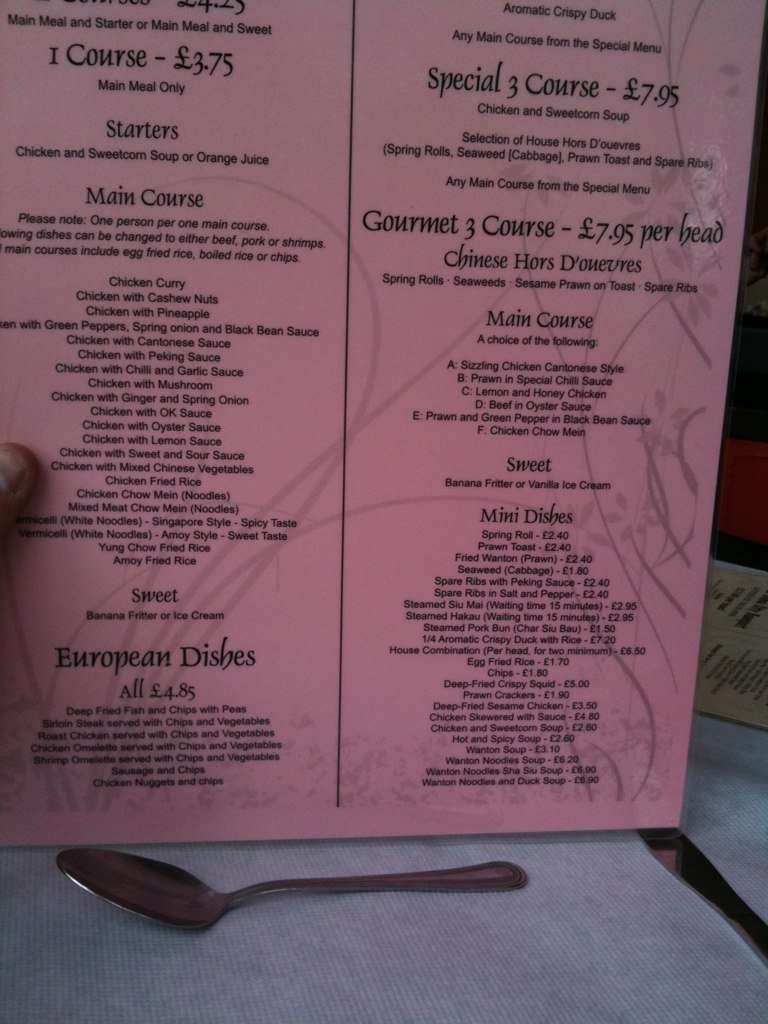 Courses - £4.25
Main Meal and Starter or Main Meal and Sweet
1 Course - £3.75
Main Meal Only
Starters
Chicken and Sweetcorn Soup or Orange Juice
Main Course
Please note: One person per one main course.
dishes can be changed to either beef, pork or shrimps.
main courses include egg fried rice, boiled rice or chips.
Chicken Curry
Chicken with Cashew Nuts
Chicken with Pineapple
with Green Peppers, Spring onion and Black Bean Sauce
Chicken with Cantonese Sauce
Chicken with Peking Sauce
Chicken with Chilli and Garlic Sauce
Chicken with Mushroom
Chicken with Ginger and Spring Onion
Chicken with OK Sauce
Chicken with Oyster Sauce
Chicken with Lemon Sauce
Chicken with Sweet and Sour Sauce
Chicken with Mixed Chinese Vegetables
Chicken Fried Rice
Chicken Chow Mein (Noodles)
Mixed Meat Chow Mein (Noodles)
(White Noodles) - Singapore Style - Spicy Taste
Vermicelli (White Noodles) - Amoy Style - Sweet Taste
Yung Chow Fried Rice
Amoy Fried Rice
Sweet
Banana Fritter or Ice Cream
European Dishes
All £4.85
Deep Fried Fish and Chips with Peas
Sirloin Steak served with Chips and Vegetables
Roast Chicken served with Chips and Vegetables
Chicken Omelette served with Chips and Vegetables
Shrimp Omelette served with Chips and Vegetables
Sausage and Chips
Chicken Nuggets and chips
Aromatic Crispy Duck
Any Main Course from the Special Menu
Special 3 Course - £7.95
Chicken and Sweetcorn Soup
Selection of House Hors D'ouevres
(Spring Rolls, Seaweed [Cabbage], Prawn Toast and Spare Ribs)
Any Main Course from the Special Menu
Gourmet 3 Course - £7.95 per head
Chinese Hors D'ouevres
Spring Rolls · Seaweeds · Sesame Prawn on Toast · Spare Ribs
Main Course
A choice of the following:
A: Sizzling Chicken Cantonese Style
B: Prawn in Special Chilli Sauce
C: Lemon and Honey Chicken
D: Beef in Oyster Sauce
E: Prawn and Green Pepper in Black Bean Sauce
F: Chicken Chow Mein
Sweet
Banana Fritter or Vanilla Ice Cream
Mini Dishes
Spring Roll - £2.40
Prawn Toast - £2.40
Fried Wanton (Prawn) - £2.40
Seaweed (Cabbage) - £1.80
Spare Ribs with Peking Sauce - £2.40
Spare Ribs in Salt and Pepper - £2.40
Steamed Siu Mai (Waiting time 15 minutes) - £2.95
Steamed Hakau (Waiting time 15 minutes) - £2.95
Steamed Pork Bun (Char Siu Bau) - £1.50
1/4 Aromatic Crispy Duck with Rice - £7.20
House Combination (Per head, for two minimum) - £6.50
Egg Fried Rice - £1.70
Chips - £1.80
Deep-Fried Crispy Squid - £5.00
Prawn Crackers - £1.90
Deep-Fried Sesame Chicken - £3.50
Chicken Skewered with Sauce - £4.80
Chicken and Sweetcorn Soup - £2.60
Hot and Spicy Soup - £2.60
Wanton Soup - £3.10
Wanton Noodles Soup - £6.20
Wanton Noodles Sha Siu Soup - £6.90
Wanton Noodles and Duck Soup - £6.90